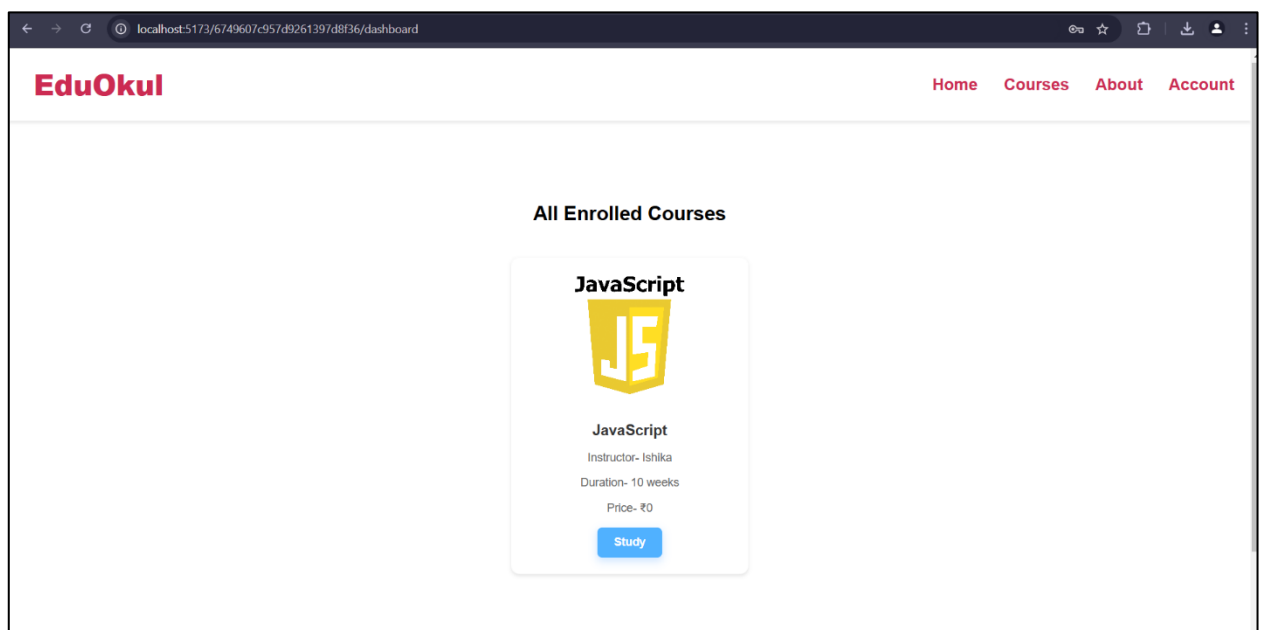 localhost:5173/6749607c957d9261397d8f36/dashboard
EduOkul
Home Courses About Account
All Enrolled Courses
JavaScript
JS
JavaScript
Instructor- Ishika
Duration- 10 weeks
Price- ₹0
Study